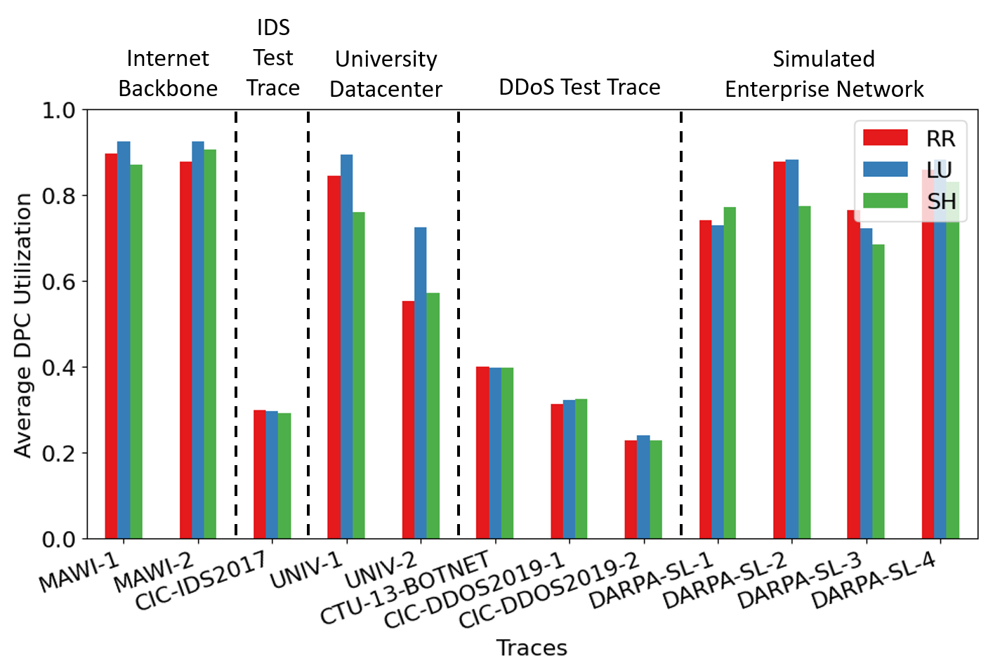 Internet
Backbone
IDS
Test
Trace
University
Datacenter
DDoS Test Trace
Simulated
Enterprise Network
1.0
0.8
0.6
0.4
0.2
0.0
Average DPC Utilization
RR
LU
SH
MAWI-1
MAWI-2
CIC-IDS2017
UNIV-1
UNIV-2
CTU-13-BOTNET
CIC-DDOS2019-1
CIC-DDOS2019-2
DARPA-SL-1
DARPA-SL-2
DARPA-SL-3
DARPA-SL-4
Traces